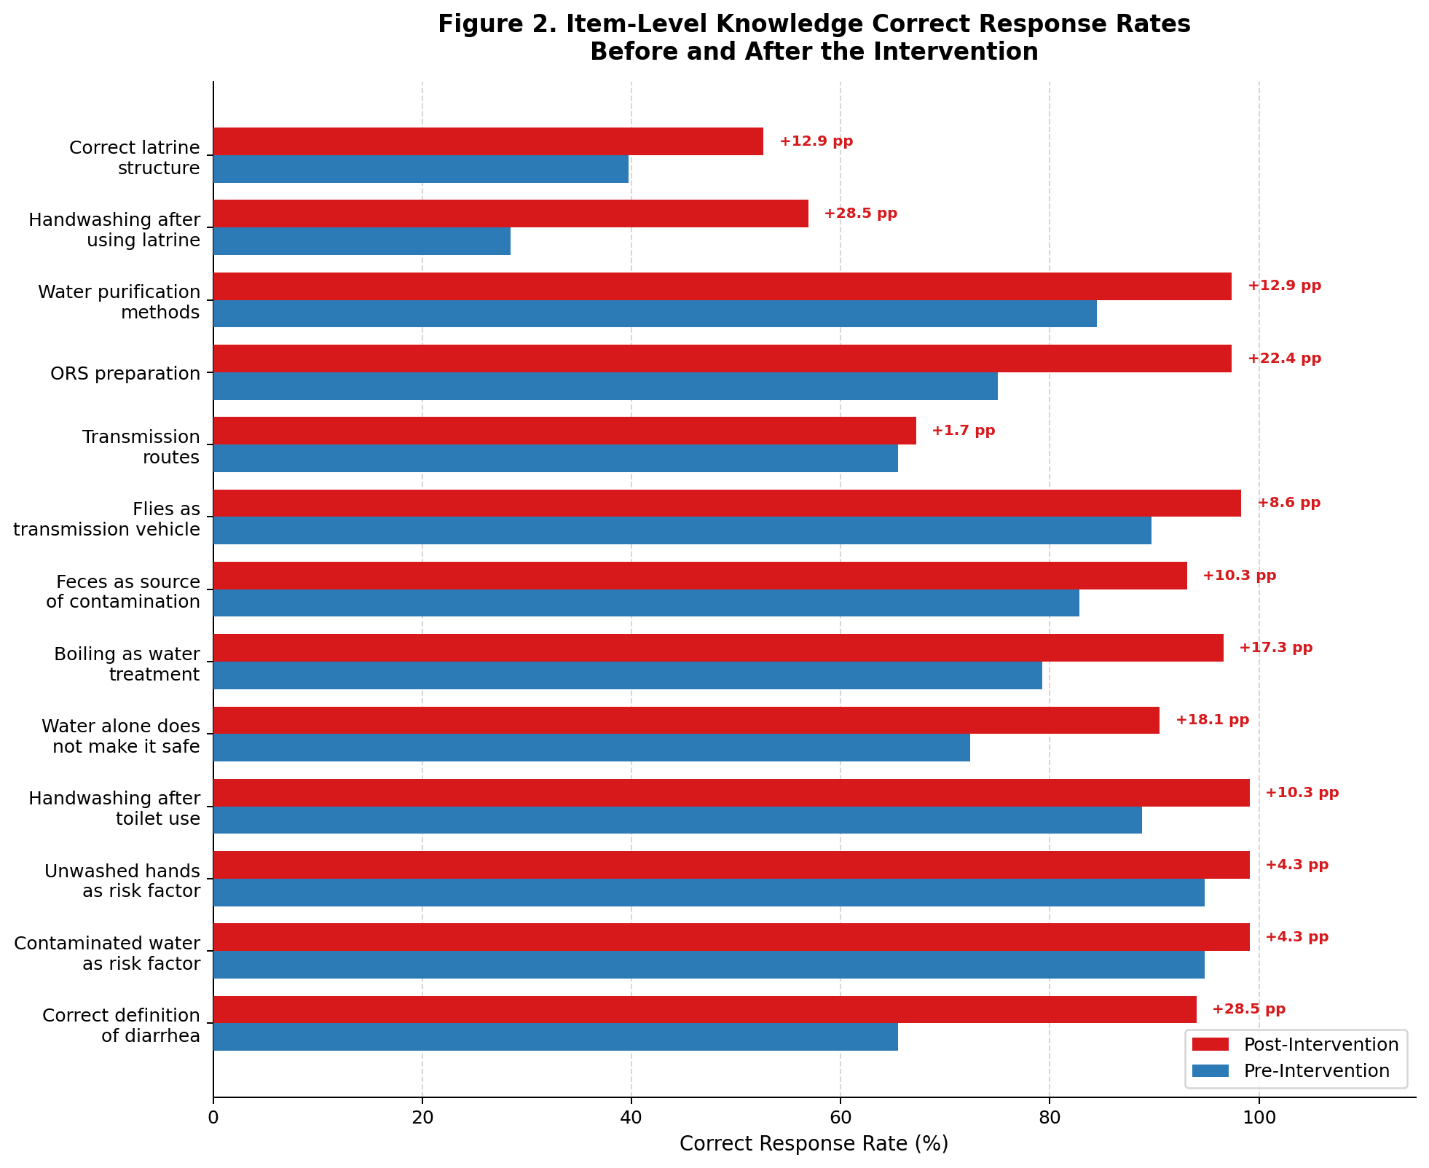 Figure 2. Item-Level Knowledge Correct Response Rates
Before and After the Intervention
Correct latrine
structure
+12.9 pp
Handwashing after
using latrine
+28.5 pp
Water purification
methods
+12.9 pp
ORS preparation
+22.4 pp
Transmission
routes
+1.7 pp
Flies as
transmission vehicle
+8.6 pp
Feces as source
of contamination
+10.3 pp
Boiling as water
treatment
+17.3 pp
Water alone does
not make it safe
+18.1 pp
Handwashing after
toilet use
+10.3 pp
Unwashed hands
as risk factor
+4.3 pp
Contaminated water
as risk factor
+4.3 pp
Correct definition
of diarrhea
+28.5 pp
Post-Intervention
Pre-Intervention
0 20 40 60 80 100
Correct Response Rate (%)